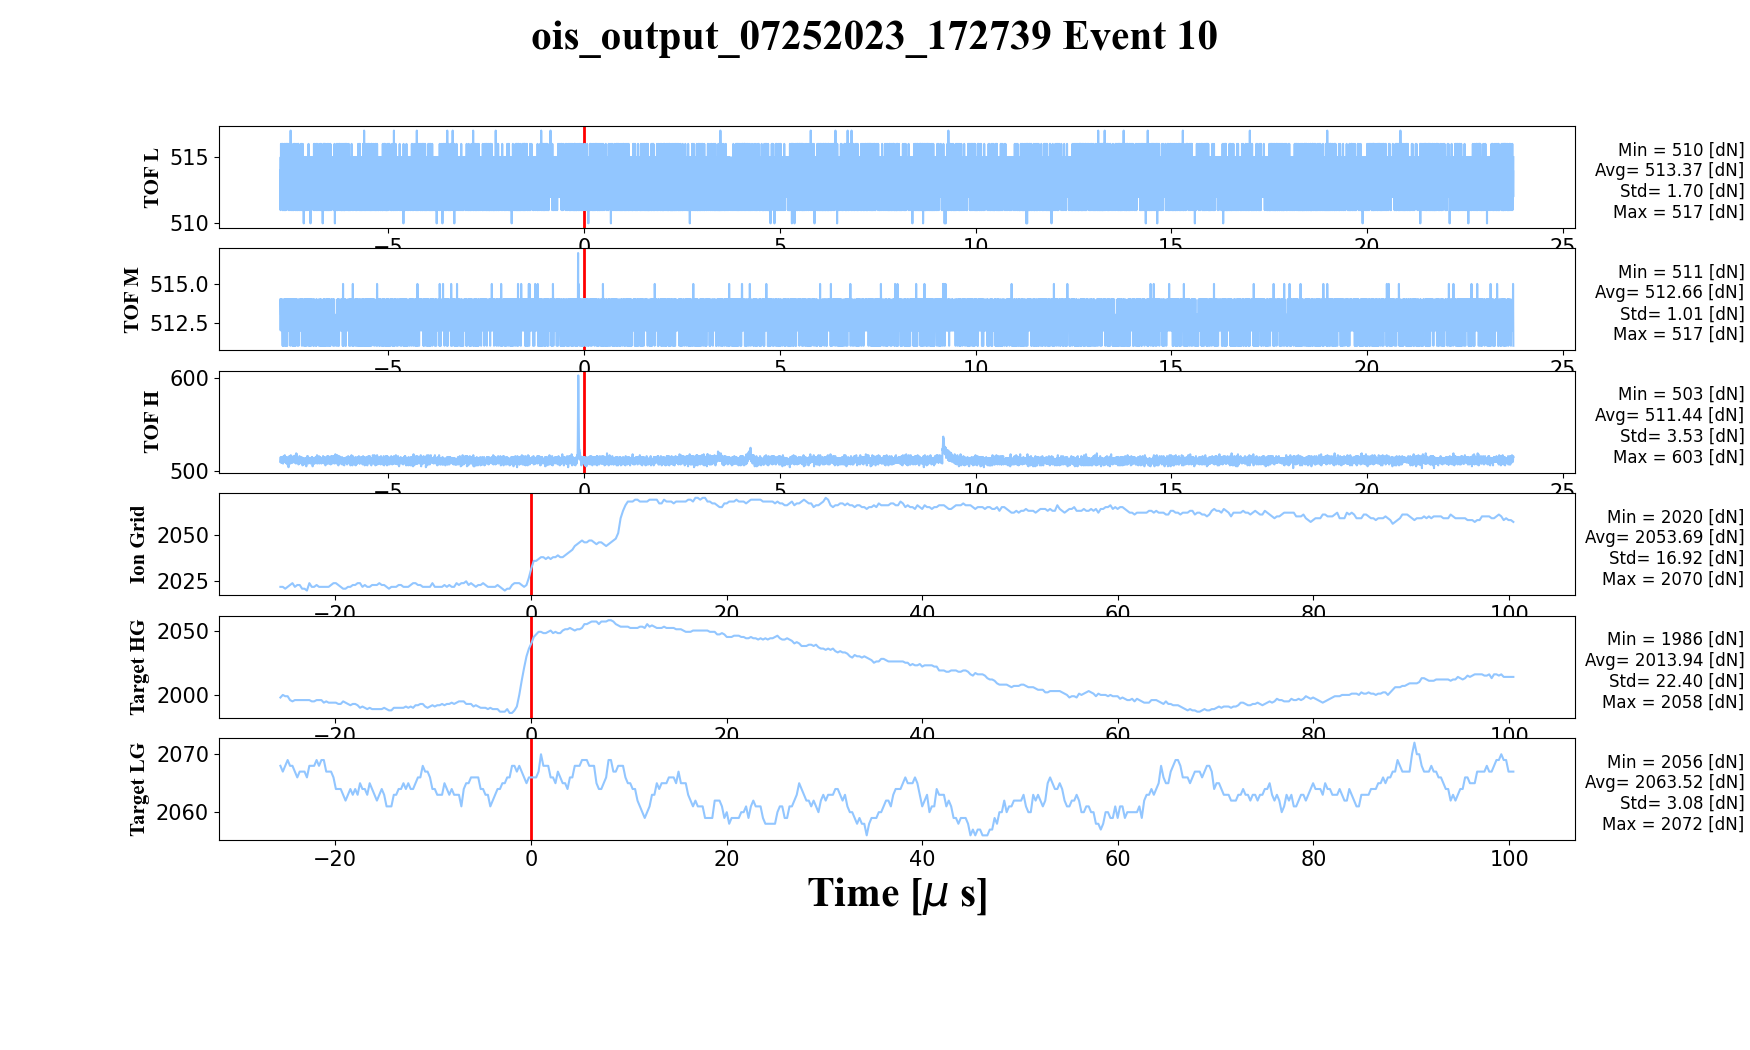 ois_output_07252023_172739 Event 10
TOF L
515
510
Min = 510 [dN]
Avg= 513.37 [dN]
Std= 1.70 [dN]
Max = 517 [dN]
−5 0 5 10 15 20 25
TOF M
515.0
512.5
Min = 511 [dN]
Avg= 512.66 [dN]
Std= 1.01 [dN]
Max = 517 [dN]
−5 0 5 10 15 20 25
TOF H
600
500
Min = 503 [dN]
Avg= 511.44 [dN]
Std= 3.53 [dN]
Max = 603 [dN]
−5 0 5 10 15 20 25
Ion Grid
2050
2025
Min = 2020 [dN]
Avg= 2053.69 [dN]
Std= 16.92 [dN]
Max = 2070 [dN]
−20 0 20 40 60 80 100
Target HG
2050
2000
Min = 1986 [dN]
Avg= 2013.94 [dN]
Std= 22.40 [dN]
Max = 2058 [dN]
−20 0 20 40 60 80 100
Target LG
2070
2060
Min = 2056 [dN]
Avg= 2063.52 [dN]
Std= 3.08 [dN]
Max = 2072 [dN]
−20 0 20 40 60 80 100
Time [μ s]